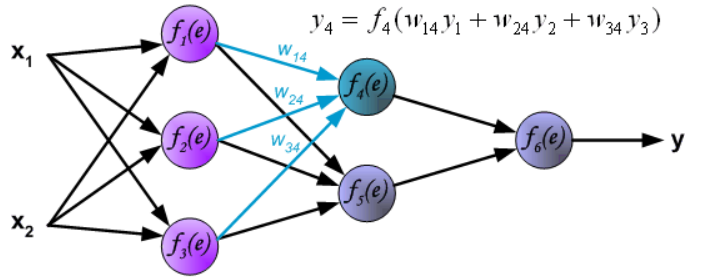 y₄ = f₄(w₁₄y₁ + w₂₄y₂ + w₃₄y₃)
f₁(e)
x₁
w₁₄
f₄(e)
w₂₄
f₂(e)
w₃₄
f₆(e)
y
f₅(e)
x₂
f₃(e)